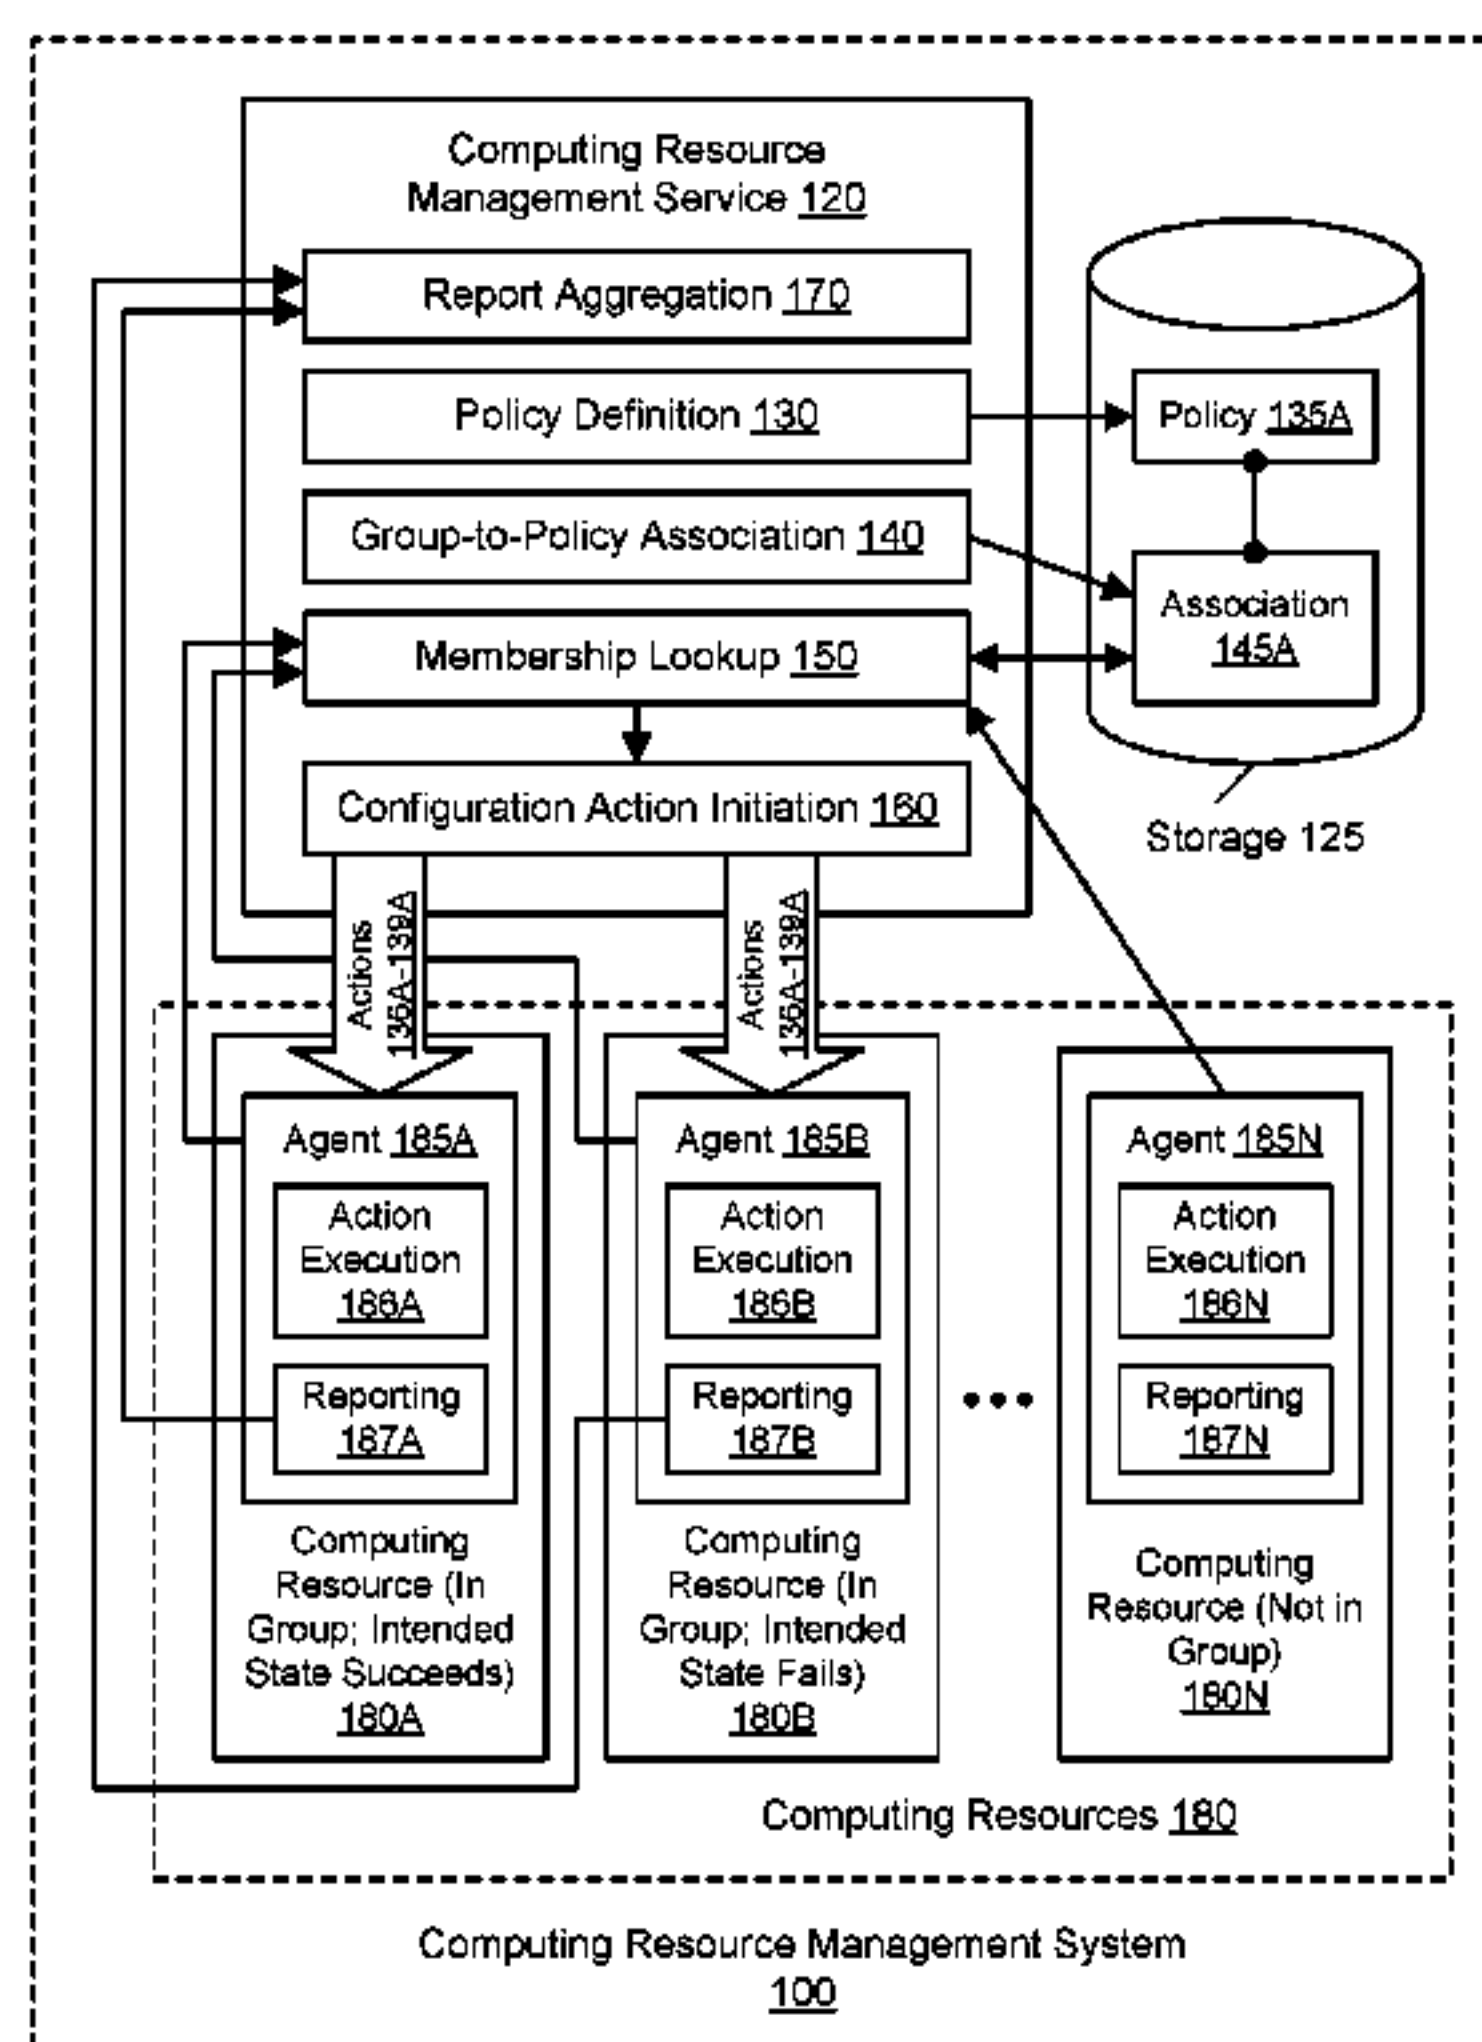 Computing Resource
Management Service 120
Report Aggregation 170
Policy Definition 130
Policy 135A
Group-to-Policy Association 140
Association
145A
Membership Lookup 150
Configuration Action Initiation 160
Storage 125
Actions
136A-139A
Actions
136A-139A
Agent 185A
Action
Execution
186A
Reporting
187A
Computing
Resource (In
Group; Intended
State Succeeds)
180A
Agent 185B
Action
Execution
186B
Reporting
187B
Computing
Resource (In
Group; Intended
State Fails)
180B
Agent 185N
Action
Execution
186N
Reporting
187N
Computing
Resource (Not in
Group)
180N
Computing Resources 180
Computing Resource Management System
100